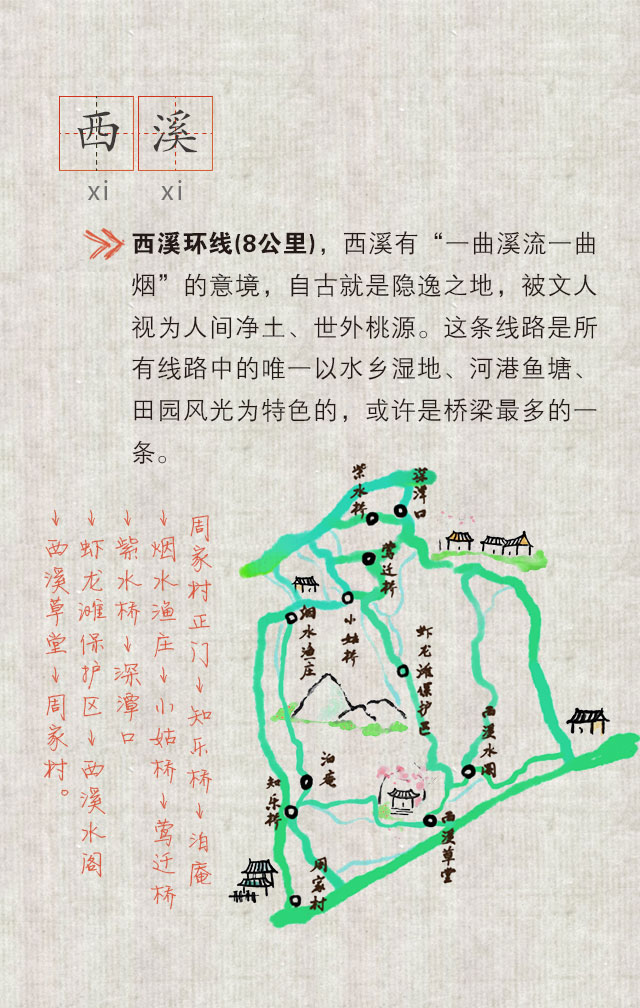 西溪
xi xi
西溪环线(8公里)，西溪有“一曲溪流一曲
烟”的意境，自古就是隐逸之地，被文人
视为人间净土、世外桃源。这条线路是所
有线路中的唯一以水乡湿地、河港鱼塘、
田园风光为特色的，或许是桥梁最多的一
条。
周家村正门→知乐桥→泊庵
→烟水渔庄→小姑桥→莺迁桥
→紫水桥→深潭口
→虾龙滩保护区→西溪水阁
→西溪草堂→周家村。
紫水桥
深潭口
莺迁桥
烟水渔庄
小姑桥
虾龙滩保护区
西溪水阁
泊庵
知乐桥
西溪草堂
周家村